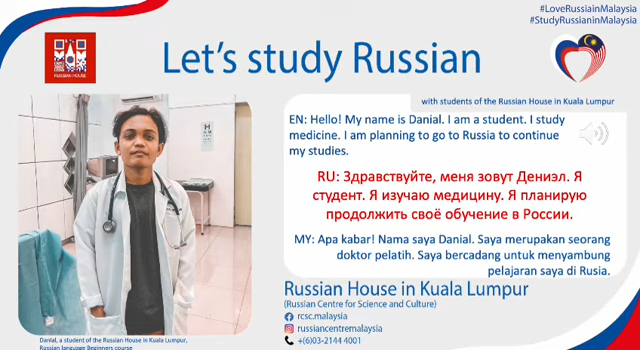 #LoveRussiainMalaysia
#StudyRussianinMalaysia
RUSSIAN HOUSE
Let's study Russian
with students of the Russian House in Kuala Lumpur
EN: Hello! My name is Danial. I am a student. I study
medicine. I am planning to go to Russia to continue
my studies.
RU: Здравствуйте, меня зовут Дениэл. Я
студент. Я изучаю медицину. Я планирую
продолжить своё обучение в России.
MY: Apa kabar! Nama saya Danial. Saya merupakan seorang
doktor pelatih. Saya bercadang untuk menyambung
pelajaran saya di Rusia.
Russian House in Kuala Lumpur
(Russian Centre for Science and Culture)
rcsc.malaysia
russiancentremalaysia
+(6)03-2144 4001
Danial, a student of the Russian House in Kuala Lumpur,
Russian language Beginners course